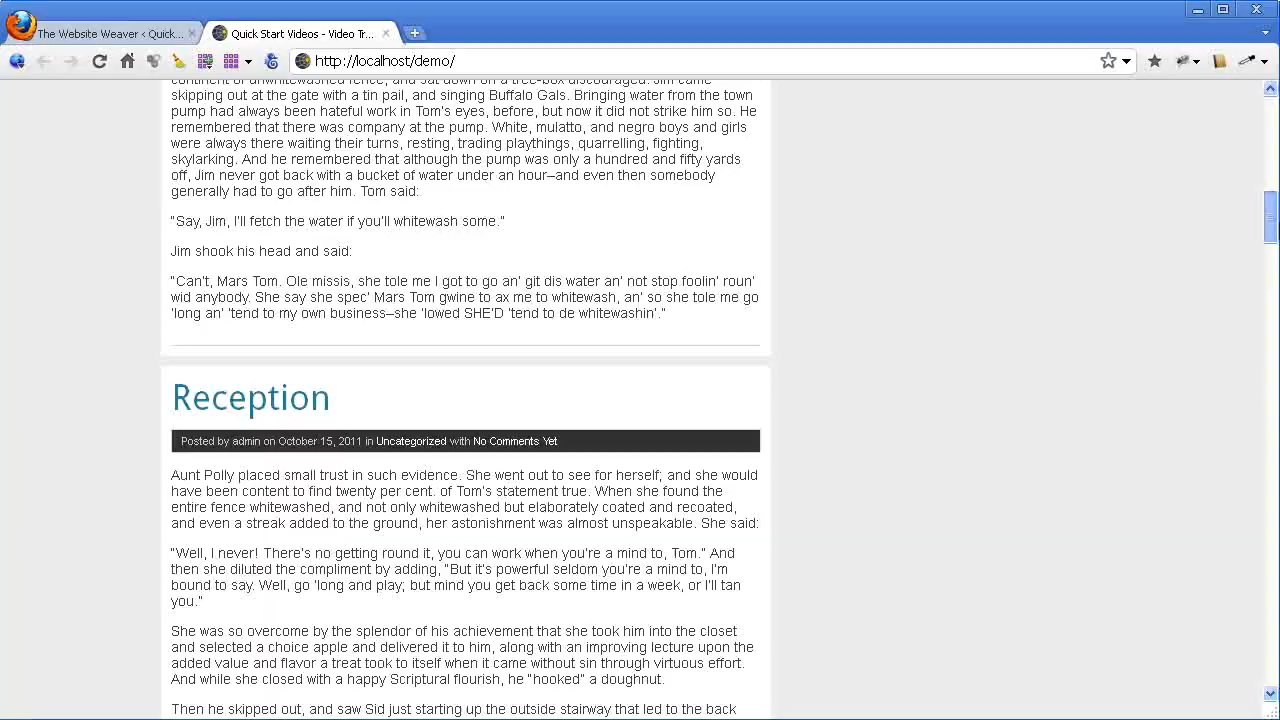 The Website Weaver ‹ Quick...
Quick Start Videos - Video Tr...
http://localhost/demo/
skipping out at the gate with a tin pail, and singing Buffalo Gals. Bringing water from the town
pump had always been hateful work in Tom's eyes, before, but now it did not strike him so. He
remembered that there was company at the pump. White, mulatto, and negro boys and girls
were always there waiting their turns, resting, trading playthings, quarrelling, fighting,
skylarking. And he remembered that although the pump was only a hundred and fifty yards
off, Jim never got back with a bucket of water under an hour–and even then somebody
generally had to go after him. Tom said:
"Say, Jim, I'll fetch the water if you'll whitewash some."
Jim shook his head and said:
"Can't, Mars Tom. Ole missis, she tole me I got to go an' git dis water an' not stop foolin' roun'
wid anybody. She say she spec' Mars Tom gwine to ax me to whitewash, an' so she tole me go
'long an' 'tend to my own business–she 'lowed SHE'D 'tend to de whitewashin'."
Reception
Posted by admin on October 15, 2011 in Uncategorized with No Comments Yet
Aunt Polly placed small trust in such evidence. She went out to see for herself; and she would
have been content to find twenty per cent. of Tom's statement true. When she found the
entire fence whitewashed, and not only whitewashed but elaborately coated and recoated,
and even a streak added to the ground, her astonishment was almost unspeakable. She said:
"Well, I never! There's no getting round it, you can work when you're a mind to, Tom." And
then she diluted the compliment by adding, "But it's powerful seldom you're a mind to, I'm
bound to say. Well, go 'long and play; but mind you get back some time in a week, or I'll tan
you."
She was so overcome by the splendor of his achievement that she took him into the closet
and selected a choice apple and delivered it to him, along with an improving lecture upon the
added value and flavor a treat took to itself when it came without sin through virtuous effort.
And while she closed with a happy Scriptural flourish, he "hooked" a doughnut.
Then he skipped out, and saw Sid just starting up the outside stairway that led to the back